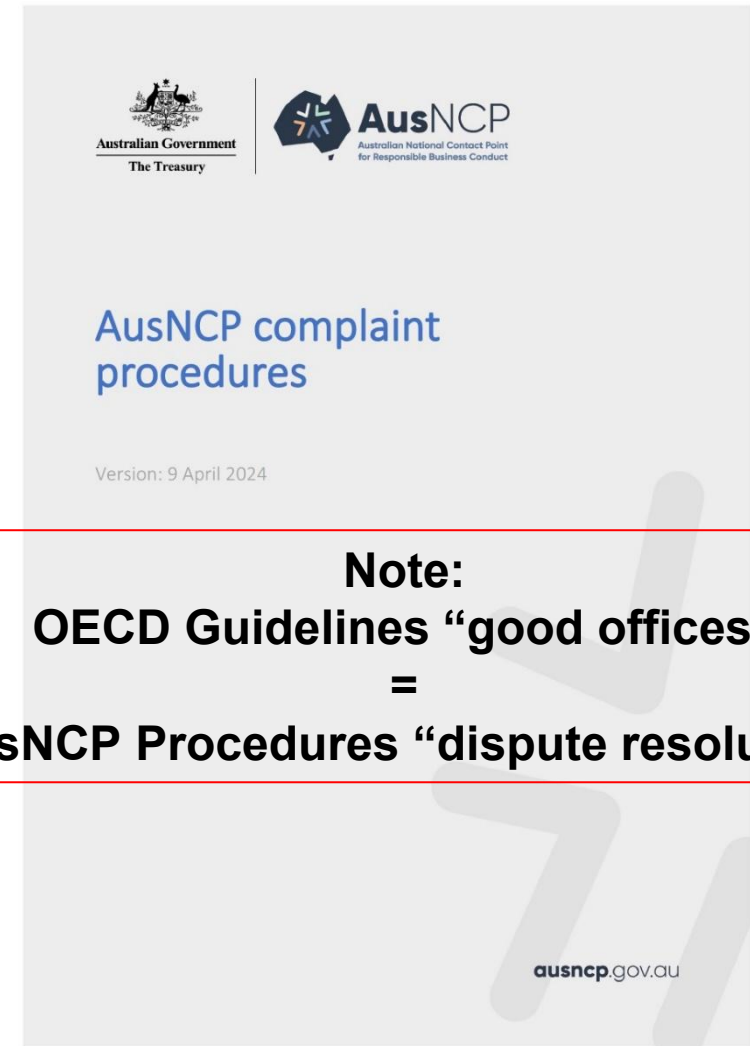 Australian Government
The Treasury
AusNCP
Australian National Contact Point
for Responsible Business Conduct
AusNCP complaint
procedures
Version: 9 April 2024
Note:
OECD Guidelines “good offices
=
sNCP Procedures “dispute resolu
ausncp.gov.au